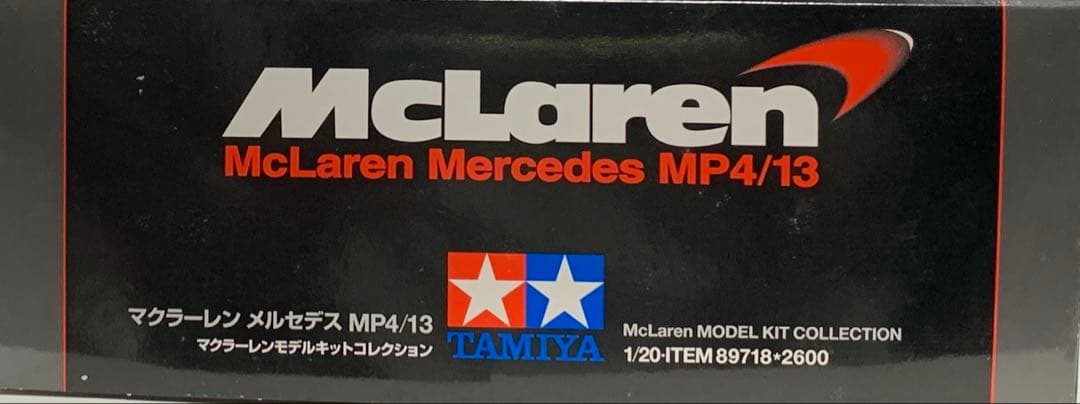 McLaren
McLaren Mercedes MP4/13
マクラーレン メルセデス MP4/13
マクラーレンモデルキットコレクション
TAMIYA
McLaren MODEL KIT COLLECTION
1/20·ITEM 89718★2600